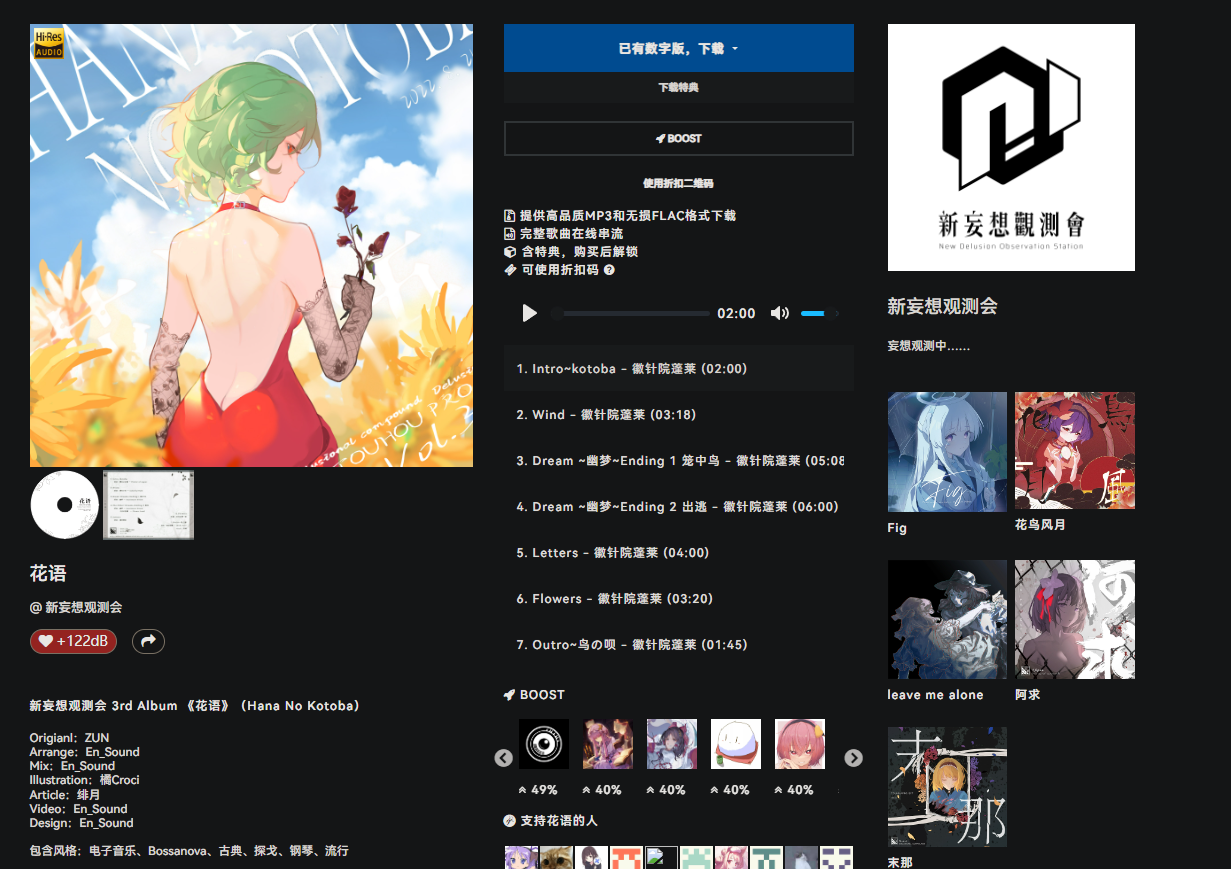 Hi-Res
AUDIO
HANA
NO KOTOBA
Delusional compound
TOUHOU PRO
Vol.3
花语
@ 新妄想观测会
+122dB
新妄想观测会 3rd Album 《花语》（Hana No Kotoba）
Origianl：ZUN
Arrange：En_Sound
Mix：En_Sound
Illustration：橘Croci
Article：绯月
Video：En_Sound
Design：En_Sound
包含风格：电子音乐、Bossanova、古典、探戈、钢琴、流行
已有数字版，下载
下载特典
BOOST
使用折扣二维码
提供高品质MP3和无损FLAC格式下载
完整歌曲在线串流
含特典，购买后解锁
可使用折扣码
02:00
1. Intro~kotoba – 徽针院蓬莱 (02:00)
2. Wind – 徽针院蓬莱 (03:18)
3. Dream ~幽梦~Ending 1 笼中鸟 – 徽针院蓬莱 (05:08
4. Dream ~幽梦~Ending 2 出逃 – 徽针院蓬莱 (06:00)
5. Letters – 徽针院蓬莱 (04:00)
6. Flowers – 徽针院蓬莱 (03:20)
7. Outro~鸟の呗 – 徽针院蓬莱 (01:45)
BOOST
49%
40%
40%
40%
40%
支持花语的人
新妄想觀測會
New Delusion Observation Station
新妄想观测会
妄想观测中……
Fig
Fig
花鳥風月
花鸟风月
leave me alone
阿求
阿求
末那
末那